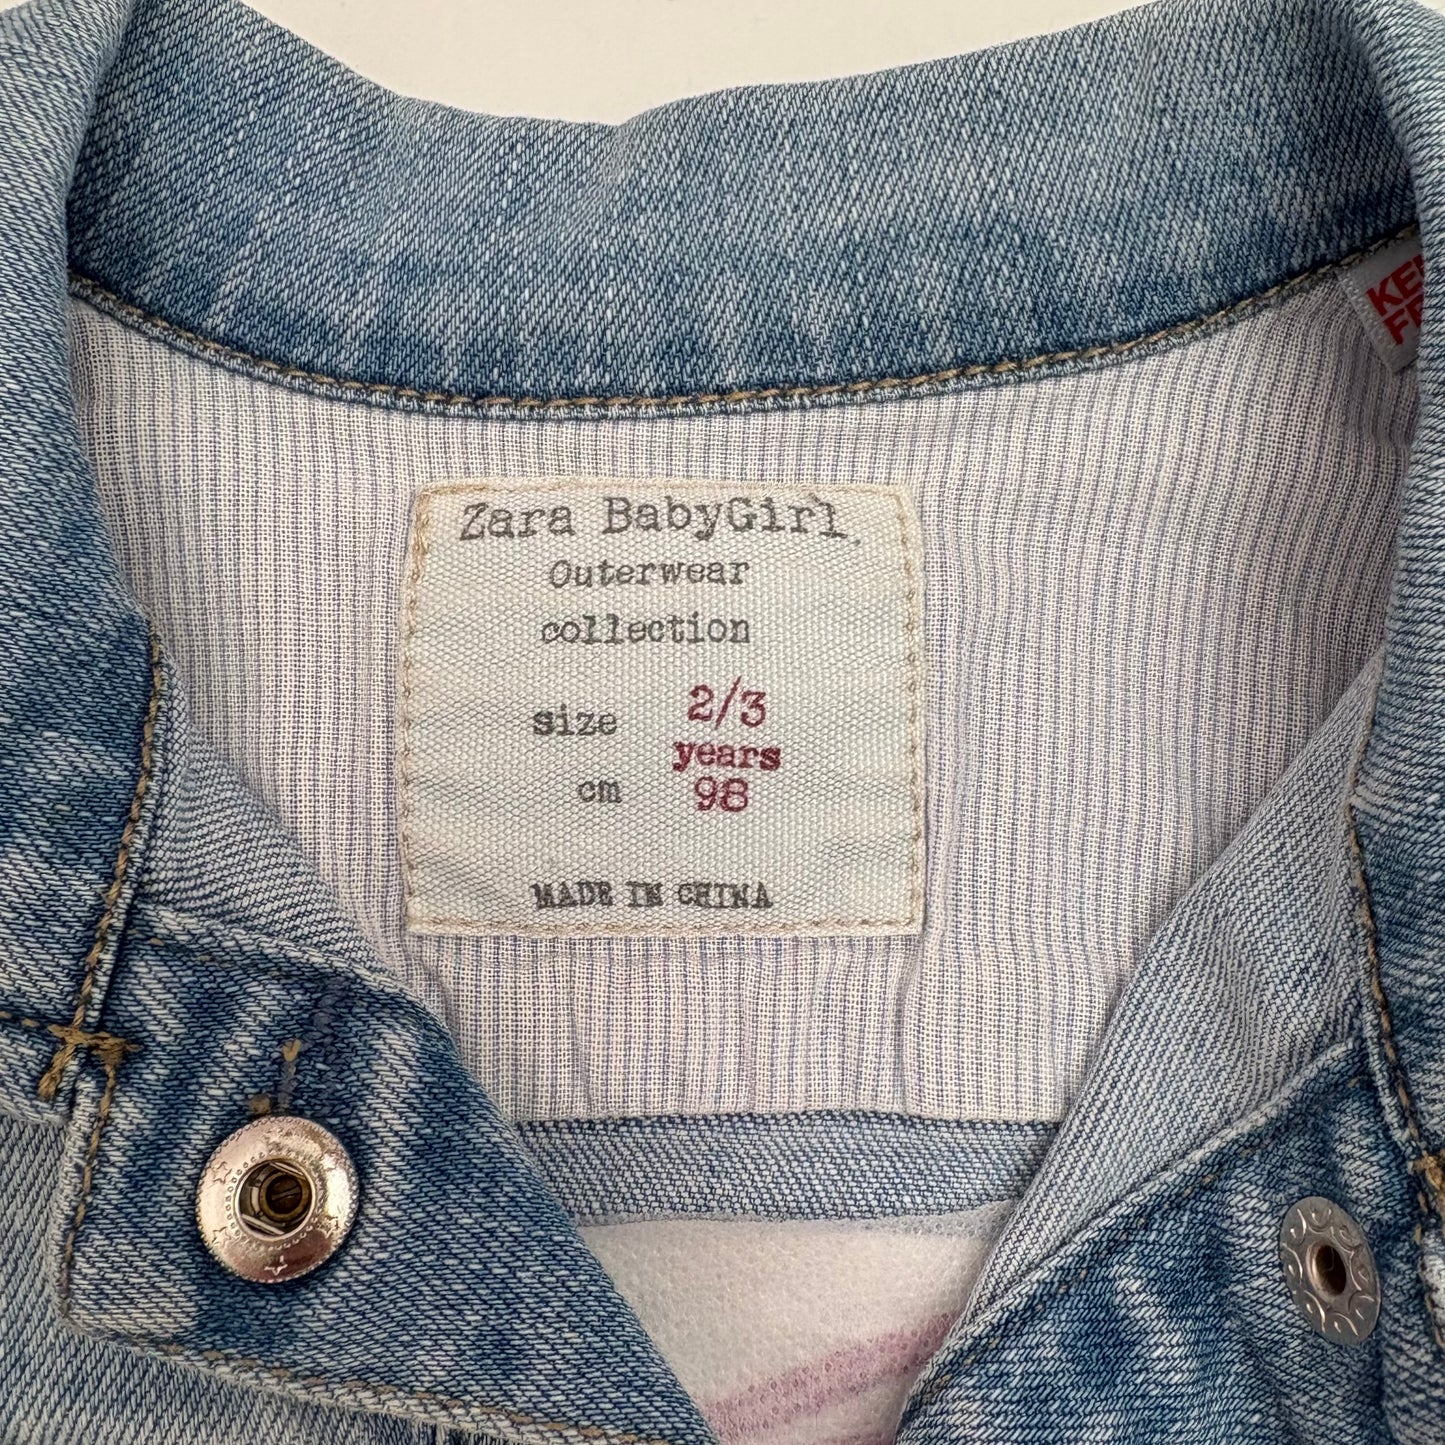 Zara BabyGirl
Outerwear
collection
size 2/3
years
cm 98
MADE IN CHINA